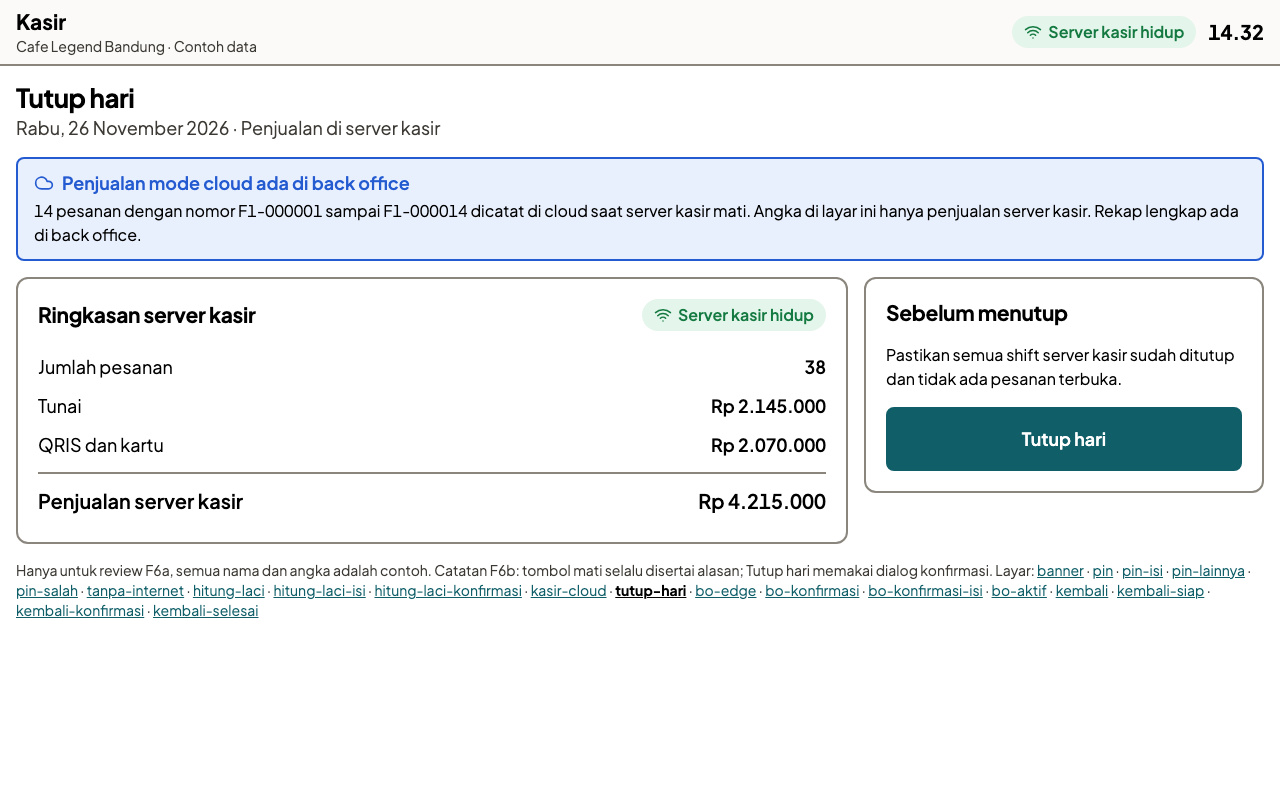 Kasir
Cafe Legend Bandung · Contoh data
Server kasir hidup
14.32
Tutup hari
Rabu, 26 November 2026 · Penjualan di server kasir
Penjualan mode cloud ada di back office
14 pesanan dengan nomor F1-000001 sampai F1-000014 dicatat di cloud saat server kasir mati. Angka di layar ini hanya penjualan server kasir. Rekap lengkap ada
di back office.
Ringkasan server kasir
Server kasir hidup
Jumlah pesanan 38
Tunai Rp 2.145.000
QRIS dan kartu Rp 2.070.000
Penjualan server kasir Rp 4.215.000
Sebelum menutup
Pastikan semua shift server kasir sudah ditutup
dan tidak ada pesanan terbuka.
Tutup hari
Hanya untuk review F6a, semua nama dan angka adalah contoh. Catatan F6b: tombol mati selalu disertai alasan; Tutup hari memakai dialog konfirmasi. Layar: banner · pin · pin-isi · pin-lainnya ·
pin-salah · tanpa-internet · hitung-laci · hitung-laci-isi · hitung-laci-konfirmasi · kasir-cloud · tutup-hari · bo-edge · bo-konfirmasi · bo-konfirmasi-isi · bo-aktif · kembali · kembali-siap ·
kembali-konfirmasi · kembali-selesai